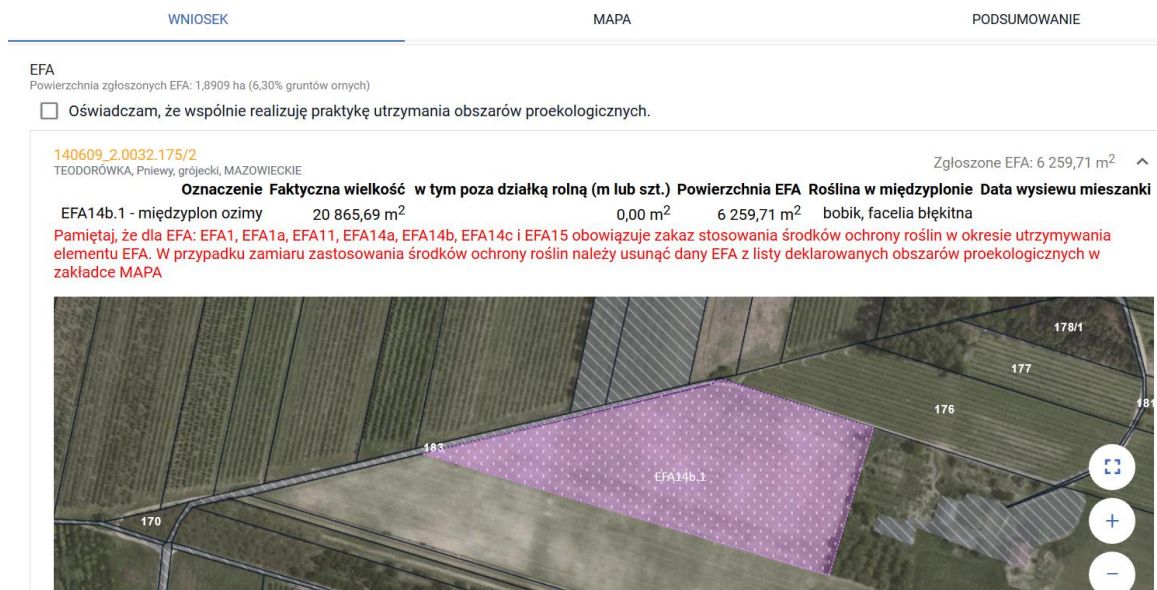 WNIOSEK MAPA PODSUMOWANIE
EFA
Powierzchnia zgłoszonych EFA: 1,8909 ha (6,30% gruntów ornych)
Oświadczam, że wspólnie realizuję praktykę utrzymania obszarów proekologicznych.
140609_2.0032.175/2
Zgłoszone EFA: 6 259,71 m²
TEODORÓWKA, Pniewy, grójecki, MAZOWIECKIE
Oznaczenie Faktyczna wielkość w tym poza działką rolną (m lub szt.) Powierzchnia EFA Roślina w międzyplonie Data wysiewu mieszanki
EFA14b.1 - międzyplon ozimy 20 865,69 m² 0,00 m² 6 259,71 m² bobik, facelia błękitna
Pamiętaj, że dla EFA: EFA1, EFA1a, EFA11, EFA14a, EFA14b, EFA14c i EFA15 obowiązuje zakaz stosowania środków ochrony roślin w okresie utrzymywania
elementu EFA. W przypadku zamiaru zastosowania środków ochrony roślin należy usunąć dany EFA z listy deklarowanych obszarów proekologicznych w
zakładce MAPA
178/1
177
176
181
183
EFA14b.1
170